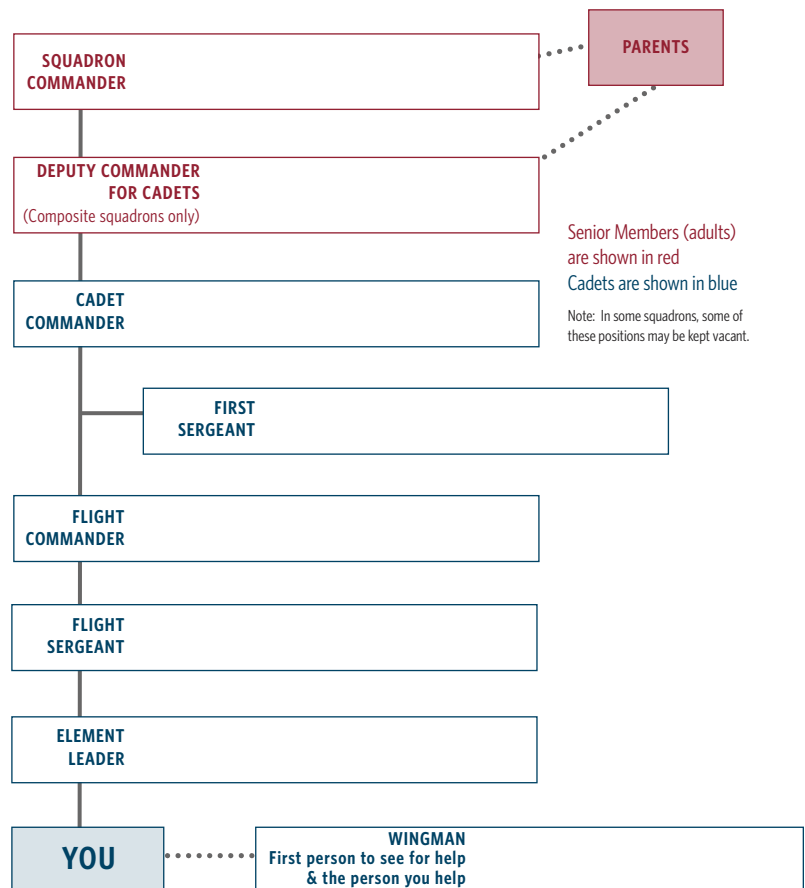 SQUADRON
COMMANDER
PARENTS
DEPUTY COMMANDER
FOR CADETS
(Composite squadrons only)
Senior Members (adults)
are shown in red
Cadets are shown in blue
Note: In some squadrons, some of
these positions may be kept vacant.
CADET
COMMANDER
FIRST
SERGEANT
FLIGHT
COMMANDER
FLIGHT
SERGEANT
ELEMENT
LEADER
YOU
WINGMAN
First person to see for help
& the person you help